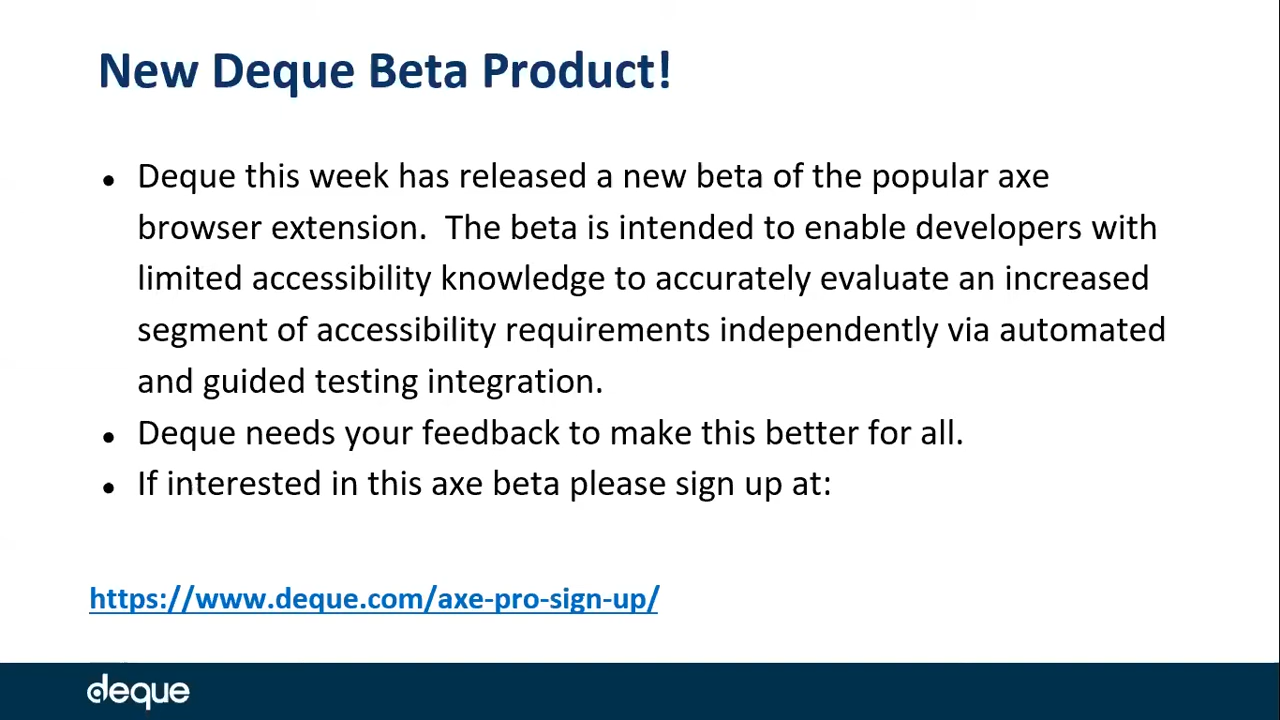 New Deque Beta Product!
• Deque this week has released a new beta of the popular axe
browser extension.  The beta is intended to enable developers with
limited accessibility knowledge to accurately evaluate an increased
segment of accessibility requirements independently via automated
and guided testing integration.
• Deque needs your feedback to make this better for all.
• If interested in this axe beta please sign up at:
https://www.deque.com/axe-pro-sign-up/
deque